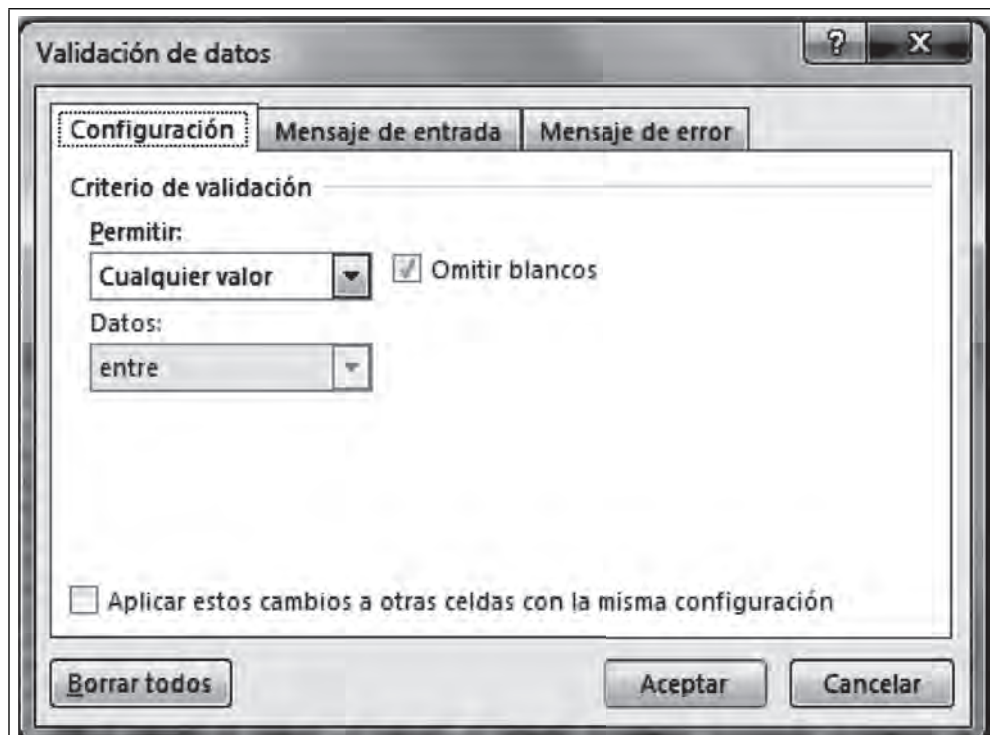 Validación de datos
Configuración
Mensaje de entrada
Mensaje de error
Criterio de validación
Permitir:
Cualquier valor
Omitir blancos
Datos:
entre
Aplicar estos cambios a otras celdas con la misma configuración
Borrar todos
Aceptar
Cancelar